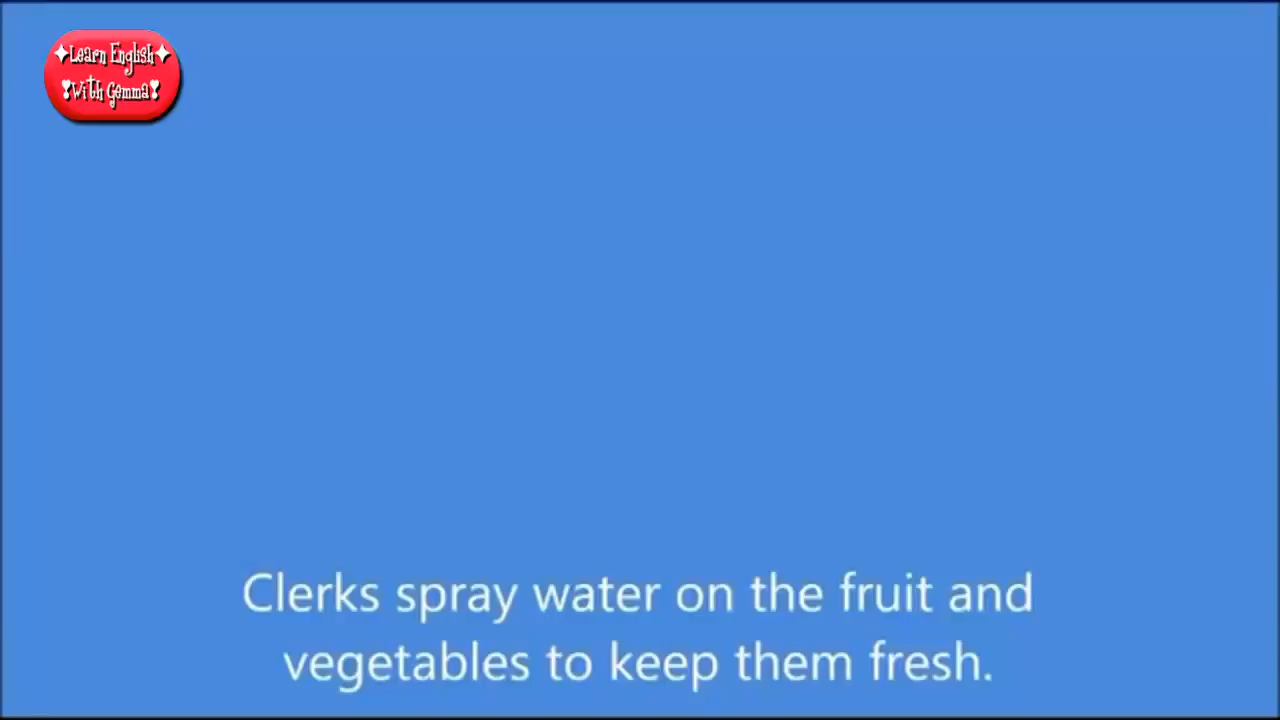 ✦Learn English✦
❣With Gemma❣
Clerks spray water on the fruit and
vegetables to keep them fresh.